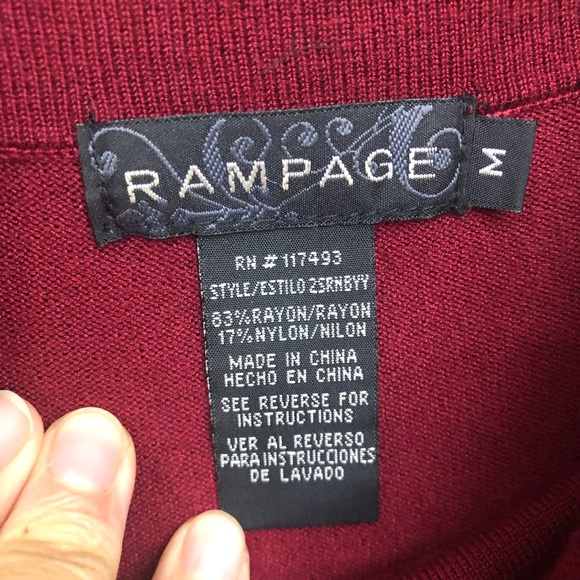 RAMPAGE
M
RN # 117493
STYLE/ESTILO 2SRNBYY
83%RAYON/RAYON
17%NYLON/NILON
MADE IN CHINA
HECHO EN CHINA
SEE REVERSE FOR
INSTRUCTIONS
VER AL REVERSO
PARA INSTRUCCIONES
DE LAVADO